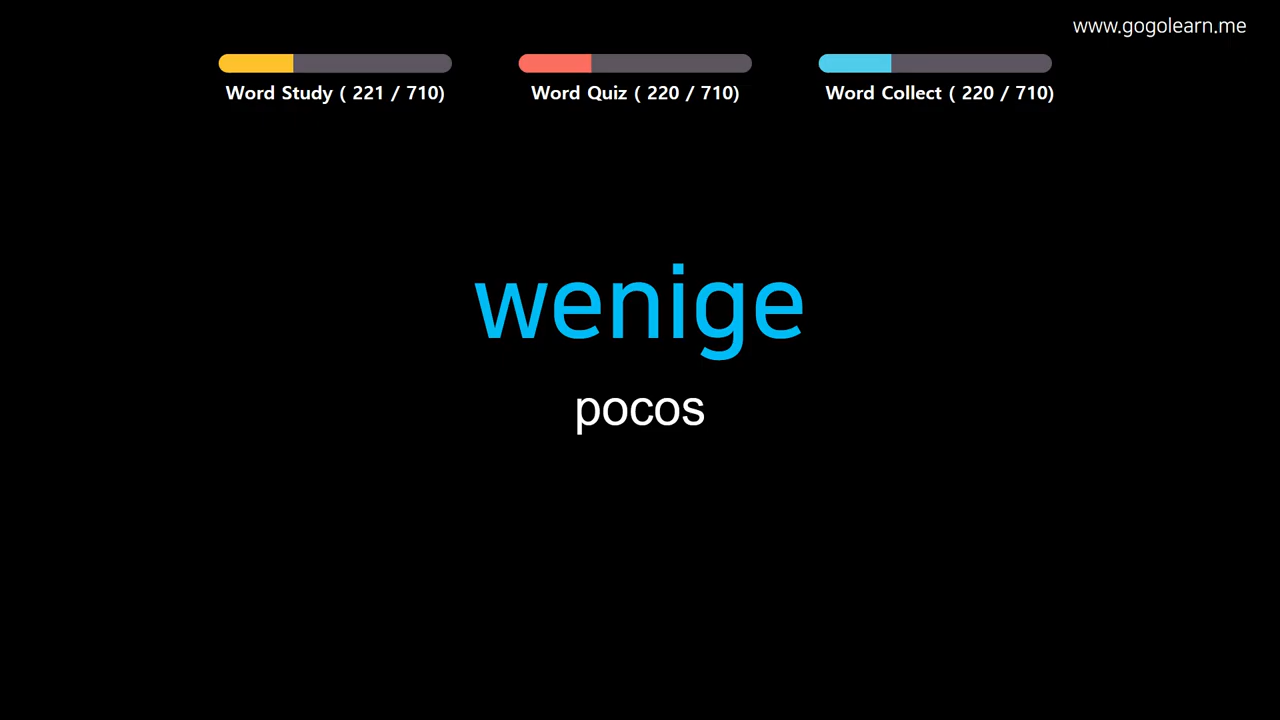 www.gogolearn.me
Word Study ( 221 / 710)
Word Quiz ( 220 / 710)
Word Collect ( 220 / 710)
wenige
pocos